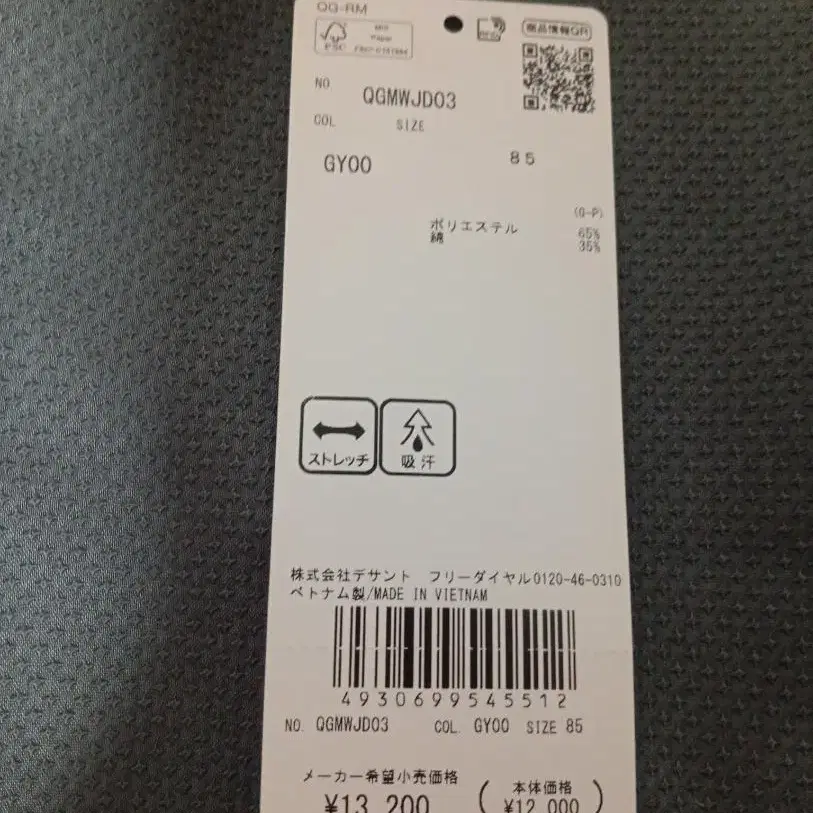 QG-RM
FSC
MIX
Paper
商品情報QR
NO.
QGMWJD03
COL
SIZE
GY00
85
(G-P)
ポリエステル 65%
綿 35%
ストレッチ
吸汗
株式会社デサント フリーダイヤル0120-46-0310
ベトナム製/MADE IN VIETNAM
4930699545512
NO. QGMWJD03 COL. GY00 SIZE 85
メーカー希望小売価格
¥13,200
(本体価格
¥12,000)